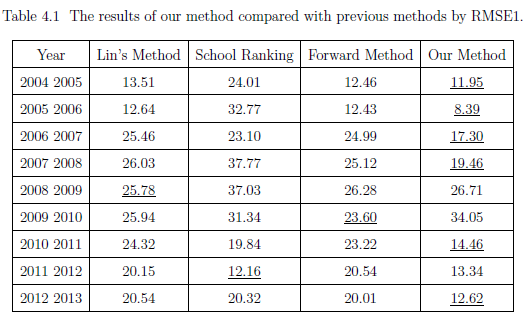 Table 4.1 The results of our method compared with previous methods by RMSE1.
Year Lin's Method School Ranking Forward Method Our Method
2004 2005 13.51 24.01 12.46 11.95
2005 2006 12.64 32.77 12.43 8.39
2006 2007 25.46 23.10 24.99 17.30
2007 2008 26.03 37.77 25.12 19.46
2008 2009 25.78 37.03 26.28 26.71
2009 2010 25.94 31.34 23.60 34.05
2010 2011 24.32 19.84 23.22 14.46
2011 2012 20.15 12.16 20.54 13.34
2012 2013 20.54 20.32 20.01 12.62